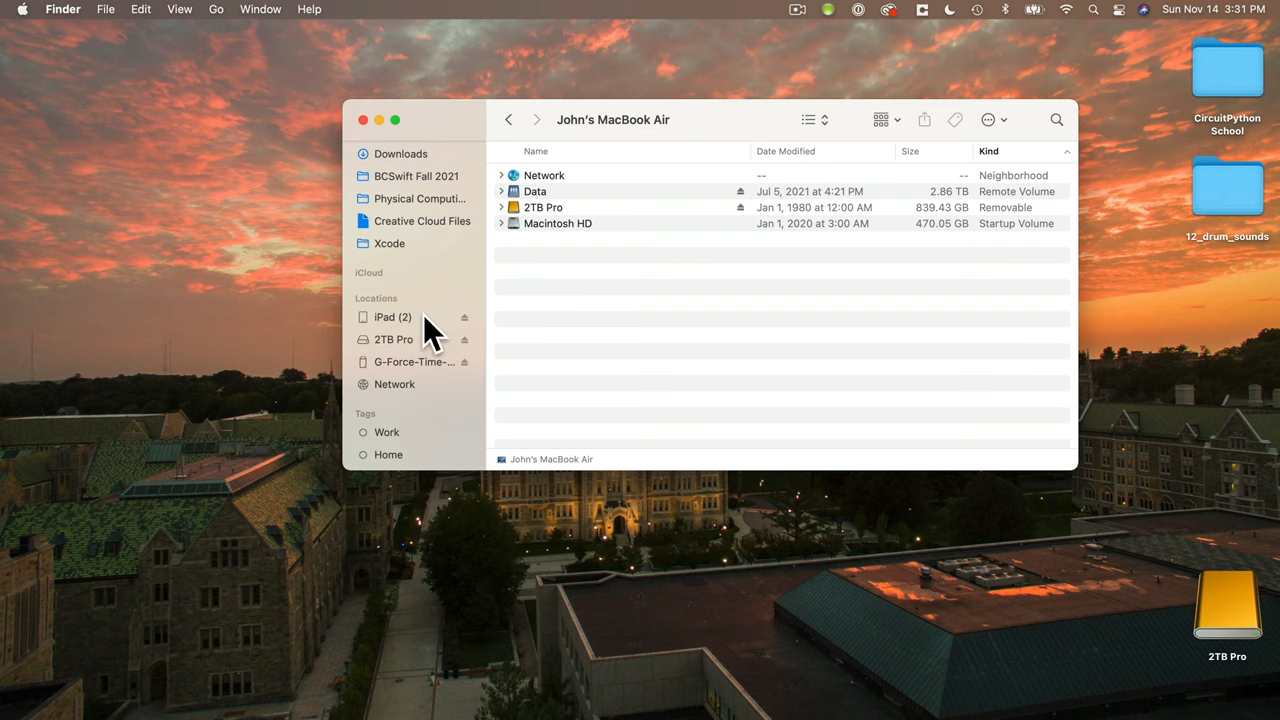 Finder File Edit View Go Window Help Sun Nov 14 3:31 PM
CircuitPython
School
12_drum_sounds
2TB Pro
John's MacBook Air
Downloads
BCSwift Fall 2021
Physical Computi...
Creative Cloud Files
Xcode
iCloud
Locations
iPad (2)
2TB Pro
G-Force-Time-...
Network
Tags
Work
Home
Name Date Modified Size Kind
Network -- -- Neighborhood
Data Jul 5, 2021 at 4:21 PM 2.86 TB Remote Volume
2TB Pro Jan 1, 1980 at 12:00 AM 839.43 GB Removable
Macintosh HD Jan 1, 2020 at 3:00 AM 470.05 GB Startup Volume
John's MacBook Air